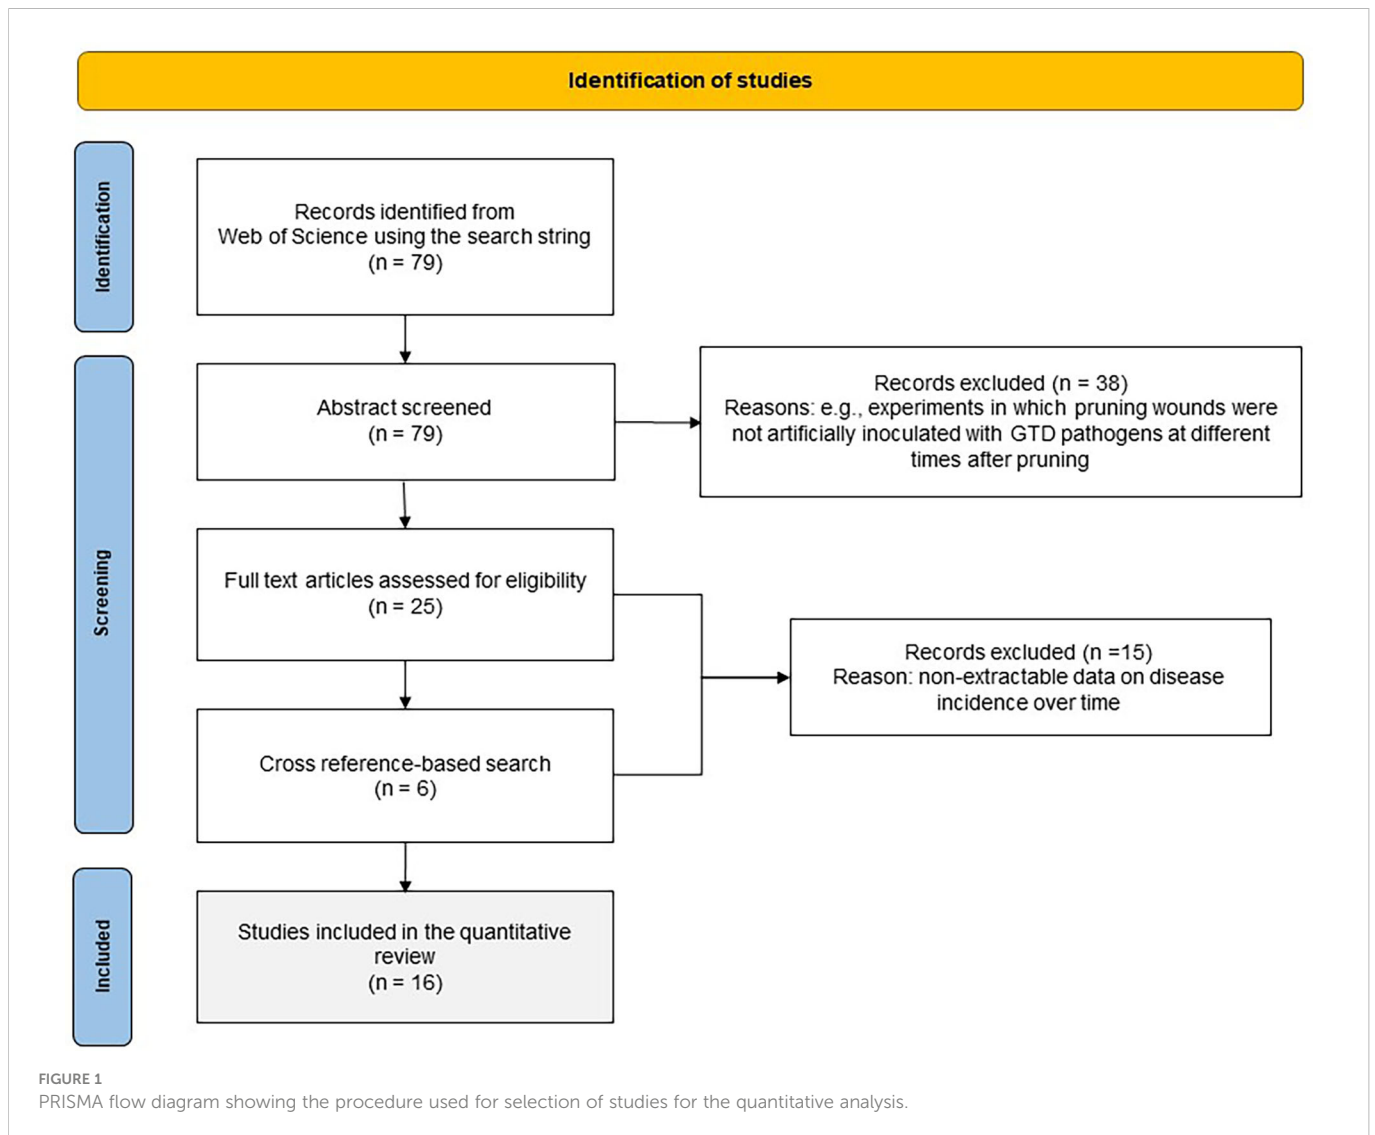 Identification of studies
Identification
Records identified from
Web of Science using the search string
(n = 79)
Abstract screened
(n = 79)
Records excluded (n = 38)
Reasons: e.g., experiments in which pruning wounds were
not artificially inoculated with GTD pathogens at different
times after pruning
Screening
Full text articles assessed for eligibility
(n = 25)
Records excluded (n =15)
Reason: non-extractable data on disease
incidence over time
Cross reference-based search
(n = 6)
Included
Studies included in the quantitative
review
(n = 16)
FIGURE 1
PRISMA flow diagram showing the procedure used for selection of studies for the quantitative analysis.